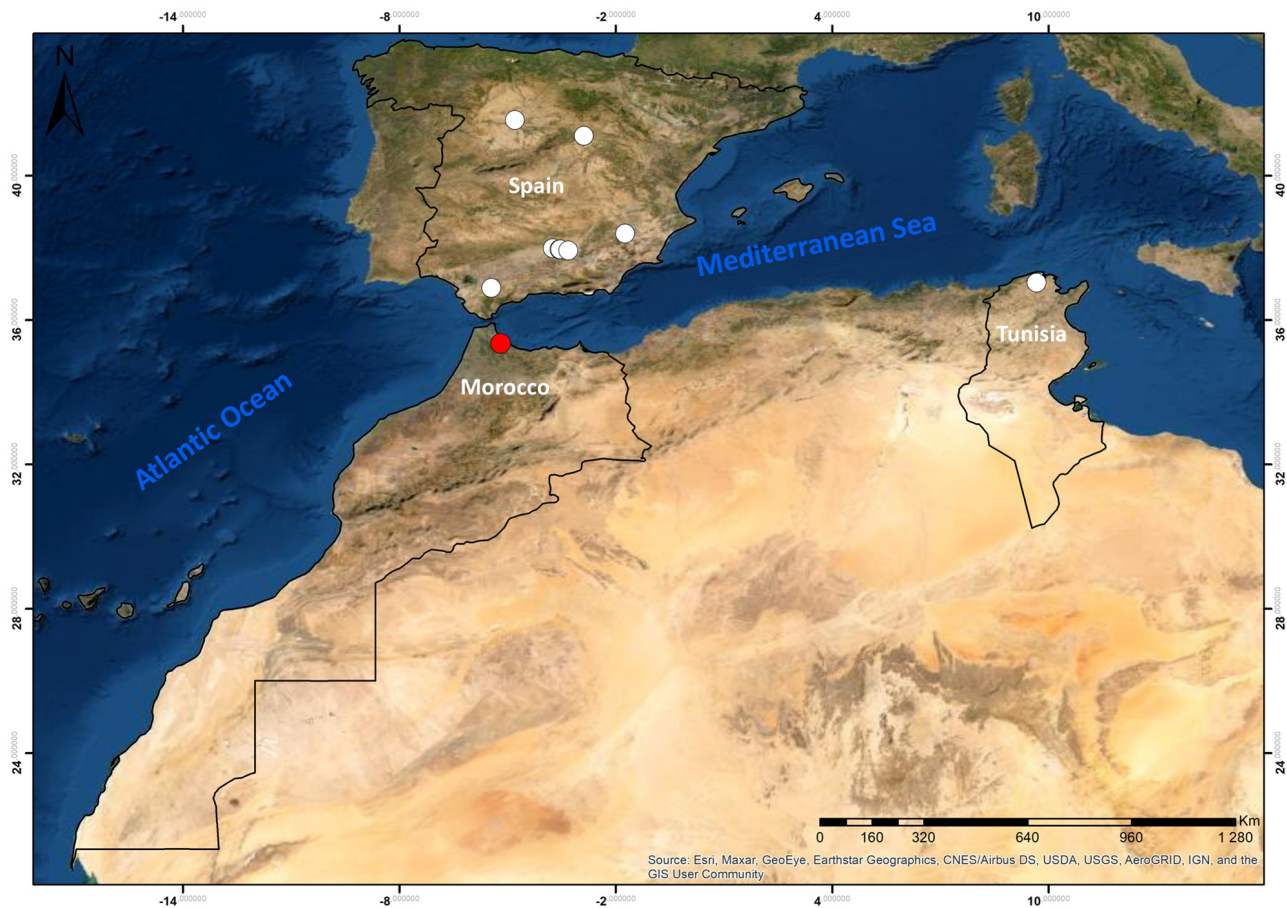 -14.000000 -8.000000 -2.000000 4.000000 10.000000
N
40.000000 40.000000
Spain
Mediterranean Sea
36.000000 36.000000
Tunisia
Morocco
Atlantic Ocean
32.000000 32.000000
28.000000 28.000000
24.000000 24.000000
Km
0 160 320 640 960 1 280
Source: Esri, Maxar, GeoEye, Earthstar Geographics, CNES/Airbus DS, USDA, USGS, AeroGRID, IGN, and the
GIS User Community
-14.000000 -8.000000 -2.000000 4.000000 10.000000